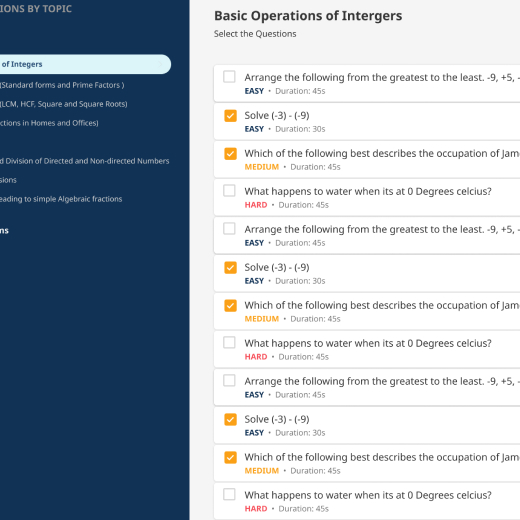 IONS BY TOPIC
of Integers
(Standard forms and Prime Factors )
(LCM, HCF, Square and Square Roots)
ctions in Homes and Offices)
d Division of Directed and Non-directed Numbers
sions
eading to simple Algebraic fractions
ns
Basic Operations of Intergers
Select the Questions
Arrange the following from the greatest to the least. -9, +5, -
EASY • Duration: 45s
Solve (-3) - (-9)
EASY • Duration: 30s
Which of the following best describes the occupation of Jam
MEDIUM • Duration: 45s
What happens to water when its at 0 Degrees celcius?
HARD • Duration: 45s
Arrange the following from the greatest to the least. -9, +5, -
EASY • Duration: 45s
Solve (-3) - (-9)
EASY • Duration: 30s
Which of the following best describes the occupation of Jam
MEDIUM • Duration: 45s
What happens to water when its at 0 Degrees celcius?
HARD • Duration: 45s
Arrange the following from the greatest to the least. -9, +5, -
EASY • Duration: 45s
Solve (-3) - (-9)
EASY • Duration: 30s
Which of the following best describes the occupation of Jam
MEDIUM • Duration: 45s
What happens to water when its at 0 Degrees celcius?
HARD • Duration: 45s